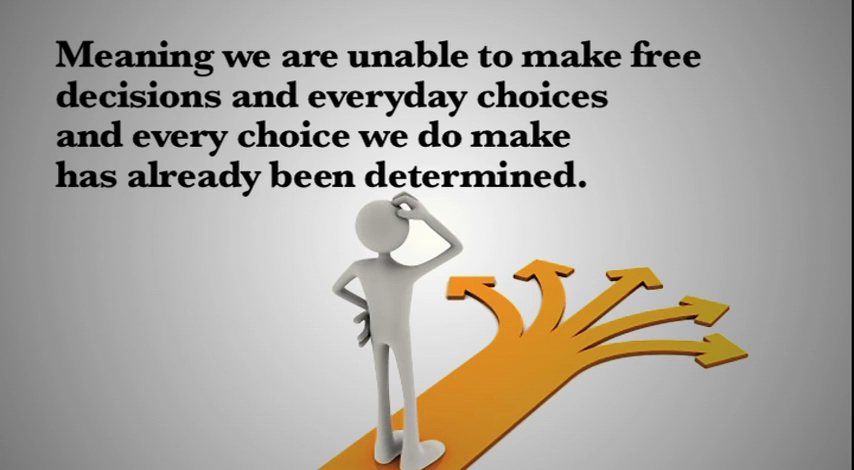 Meaning we are unable to make free
decisions and everyday choices
and every choice we do make
has already been determined.